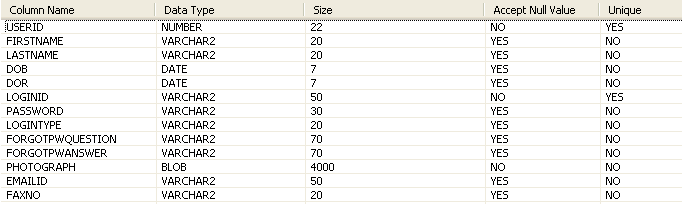 Column Name Data Type Size Accept Null Value Unique
USERID NUMBER 22 NO YES
FIRSTNAME VARCHAR2 20 YES NO
LASTNAME VARCHAR2 20 YES NO
DOB DATE 7 YES NO
DOR DATE 7 YES NO
LOGINID VARCHAR2 50 NO YES
PASSWORD VARCHAR2 30 YES NO
LOGINTYPE VARCHAR2 20 YES NO
FORGOTPWQUESTION VARCHAR2 70 YES NO
FORGOTPWANSWER VARCHAR2 70 YES NO
PHOTOGRAPH BLOB 4000 NO NO
EMAILID VARCHAR2 50 YES NO
FAXNO VARCHAR2 20 YES NO